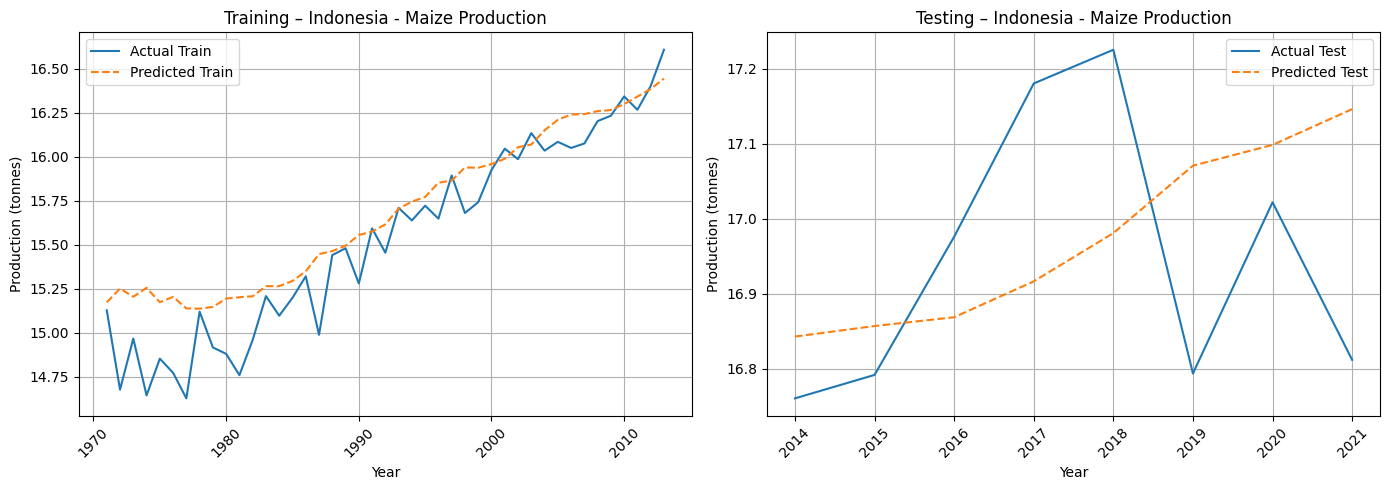 Training – Indonesia - Maize Production
Actual Train
Predicted Train
Production (tonnes)
16.50
16.25
16.00
15.75
15.50
15.25
15.00
14.75
1970
1980
1990
2000
2010
Year
Testing – Indonesia - Maize Production
Actual Test
Predicted Test
Production (tonnes)
17.2
17.1
17.0
16.9
16.8
2014
2015
2016
2017
2018
2019
2020
2021
Year